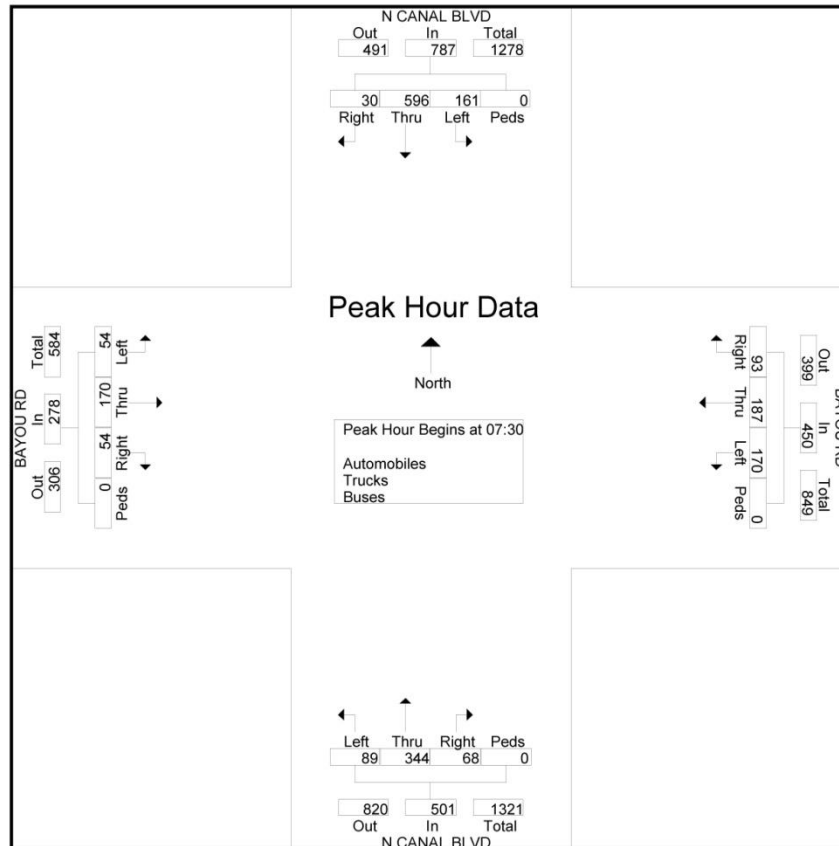 N CANAL BLVD
Out In Total
491 787 1278
30 596 161 0
Right Thru Left Peds
Peak Hour Data
North
Peak Hour Begins at 07:30
Automobiles
Trucks
Buses
BAYOU RD
Out In Total
306 278 584
Left Thru Right Peds
54 170 54 0
BAYOU RD
Out In Total
399 450 849
93 187 170 0
Right Thru Left Peds
Left Thru Right Peds
89 344 68 0
820 501 1321
Out In Total
N CANAL BLVD